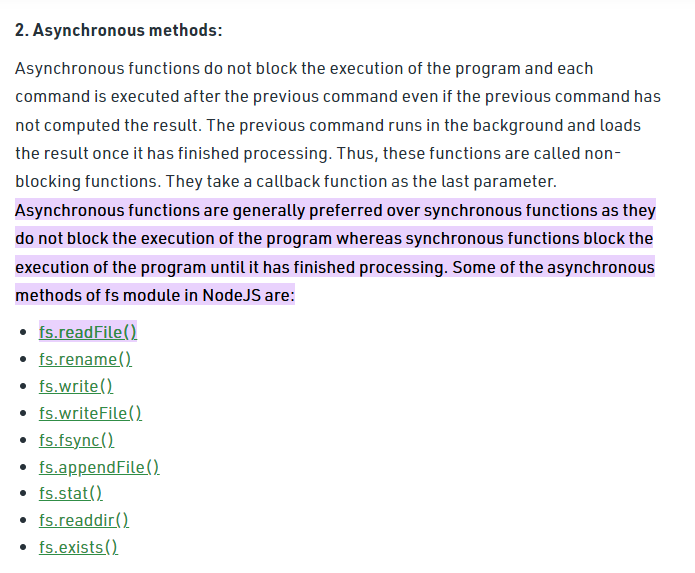 2. Asynchronous methods:
Asynchronous functions do not block the execution of the program and each
command is executed after the previous command even if the previous command has
not computed the result. The previous command runs in the background and loads
the result once it has finished processing. Thus, these functions are called non-
blocking functions. They take a callback function as the last parameter.
Asynchronous functions are generally preferred over synchronous functions as they
do not block the execution of the program whereas synchronous functions block the
execution of the program until it has finished processing. Some of the asynchronous
methods of fs module in NodeJS are:
• fs.readFile()
• fs.rename()
• fs.write()
• fs.writeFile()
• fs.fsync()
• fs.appendFile()
• fs.stat()
• fs.readdir()
• fs.exists()